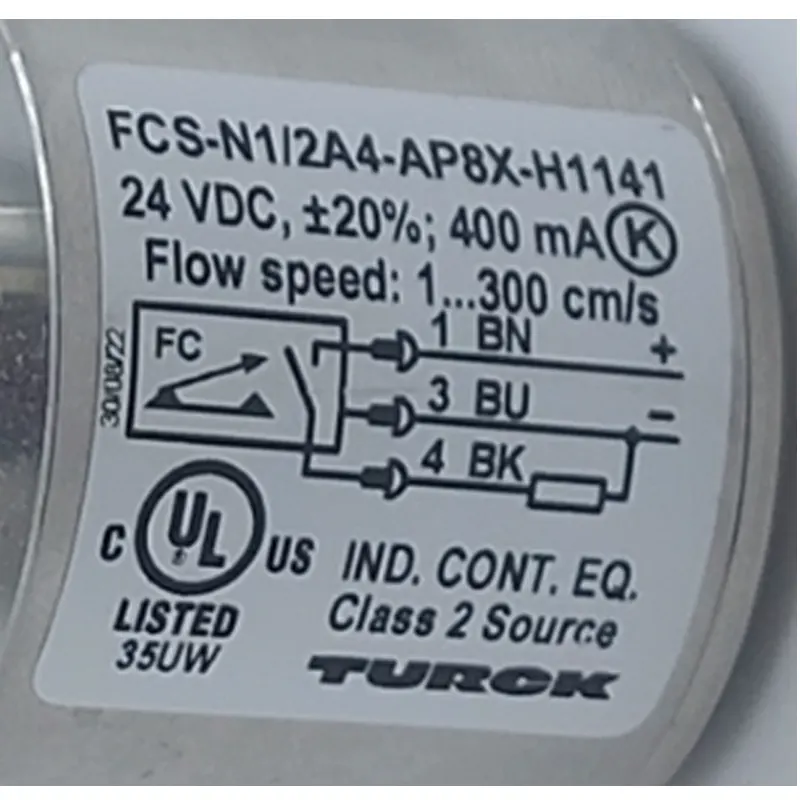 FCS-N1/2A4-AP8X-H1141
24 VDC, ±20%; 400 mA K
Flow speed: 1...300 cm/s
30/08/22
FC
1 BN +
3 BU -
4 BK
C UL ® US
LISTED
35UW
IND. CONT. EQ.
Class 2 Source
TURCK